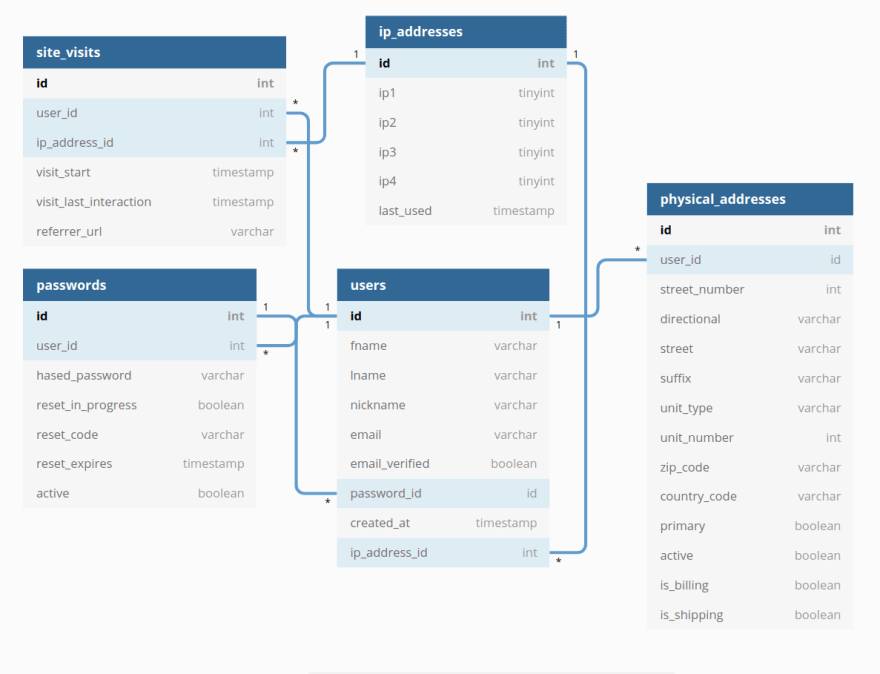 site_visits
id int
user_id int
ip_address_id int
visit_start timestamp
visit_last_interaction timestamp
referrer_url varchar
* 
*
1
ip_addresses
id int
ip1 tinyint
ip2 tinyint
ip3 tinyint
ip4 tinyint
last_used timestamp
1
passwords
id int
user_id int
hased_password varchar
reset_in_progress boolean
reset_code varchar
reset_expires timestamp
active boolean
1
*
1
1
*
users
id int
fname varchar
lname varchar
nickname varchar
email varchar
email_verified boolean
password_id id
created_at timestamp
ip_address_id int
1
*
*
physical_addresses
id int
user_id id
street_number int
directional varchar
street varchar
suffix varchar
unit_type varchar
unit_number int
zip_code varchar
country_code varchar
primary boolean
active boolean
is_billing boolean
is_shipping boolean